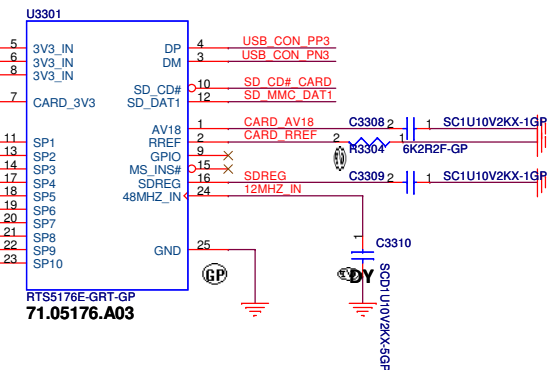 U3301
5 3V3_IN DP 4 USB_CON_PP3
6 3V3_IN DM 3 USB_CON_PN3
8 3V3_IN
SD_CD# 10 SD_CD#_CARD
7 CARD_3V3 SD_DAT1 12 SD_MMC_DAT1
AV18 1 CARD_AV18 C3308 2 1 SC1U10V2KX-1GP
11 SP1 RREF 2 CARD_RREF 2 R3304 1 6K2R2F-GP
13 SP2 GPIO 9
14 SP3 MS_INS# 15
17 SP4 SDREG 16 SDREG C3309 2 1 SC1U10V2KX-1GP
18 SP5 48MHZ_IN 24 12MHZ_IN
19 SP6
20 SP7
21 SP8
22 SP9 GND 25
23 SP10
1 C3310
GP
DY
SCD1U10V2KX-5GP
RTS5176E-GRT-GP
71.05176.A03